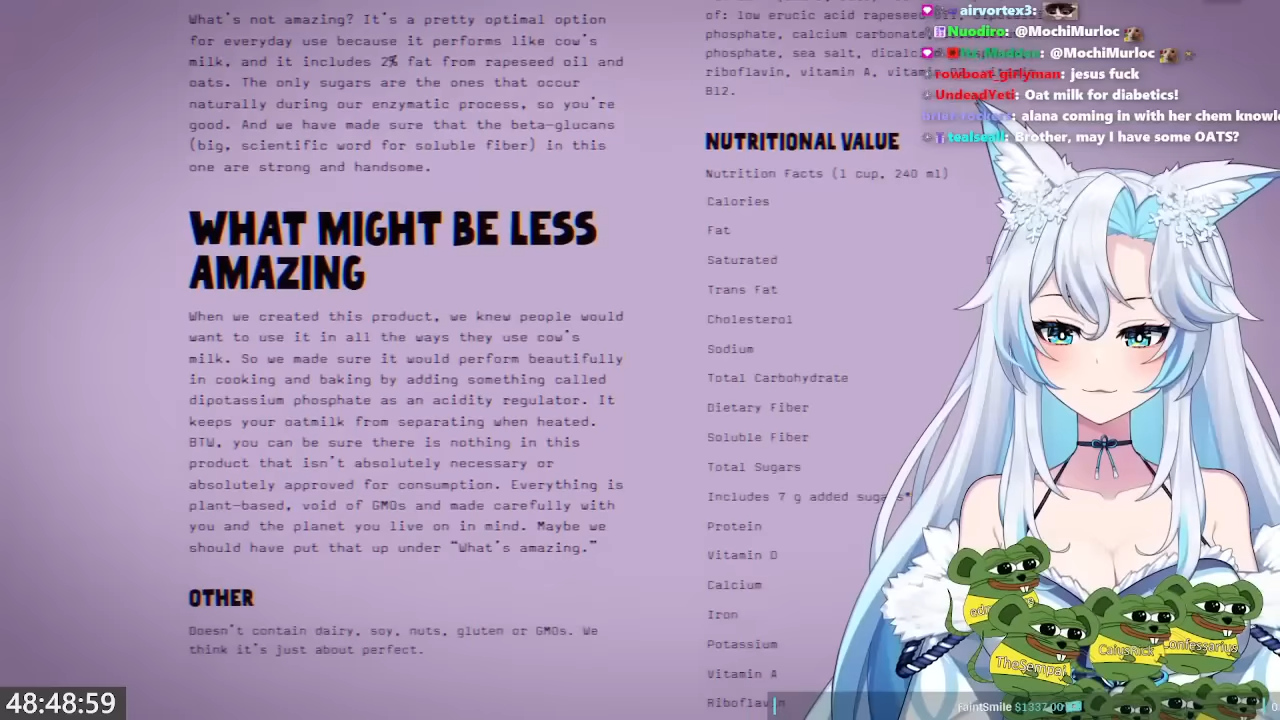 What's not amazing? It's a pretty optimal option
for everyday use because it performs like cow's
milk, and it includes 2% fat from rapeseed oil and
oats. The only sugars are the ones that occur
naturally during our enzymatic process, so you're
good. And we have made sure that the beta-glucans
(big, scientific word for soluble fiber) in this
one are strong and handsome.
WHAT MIGHT BE LESS
AMAZING
When we created this product, we knew people would
want to use it in all the ways they use cow's
milk. So we made sure it would perform beautifully
in cooking and baking by adding something called
dipotassium phosphate as an acidity regulator. It
keeps your oatmilk from separating when heated.
BTW, you can be sure there is nothing in this
product that isn't absolutely necessary or
absolutely approved for consumption. Everything is
plant-based, void of GMOs and made carefully with
you and the planet you live on in mind. Maybe we
should have put that up under "What's amazing."
OTHER
Doesn't contain dairy, soy, nuts, gluten or GMOs. We
think it's just about perfect.
of: low erucic acid rapeseed
phosphate, calcium carbonate,
phosphate, sea salt,
riboflavin, vitamin A,
B12.
NUTRITIONAL VALUE
Nutrition Facts (1 cup, 240 ml)
Calories
Fat
Saturated
Trans Fat
Cholesterol
Sodium
Total Carbohydrate
Dietary Fiber
Soluble Fiber
Total Sugars
Includes 7 g added sugars*
Protein
Vitamin D
Calcium
Iron
Potassium
Vitamin A
Riboflavin
airvortex3:
Nuodiro: @MochiMurloc
@MochiMurloc
rowboat_girlyman: jesus fuck
UndeadYeti: Oat milk for diabetics!
alana coming in with her chem
tealseall: Brother, may I have some OATS?
TheSempai
Confessorius
FaintSmile $1337.00
48:48:59